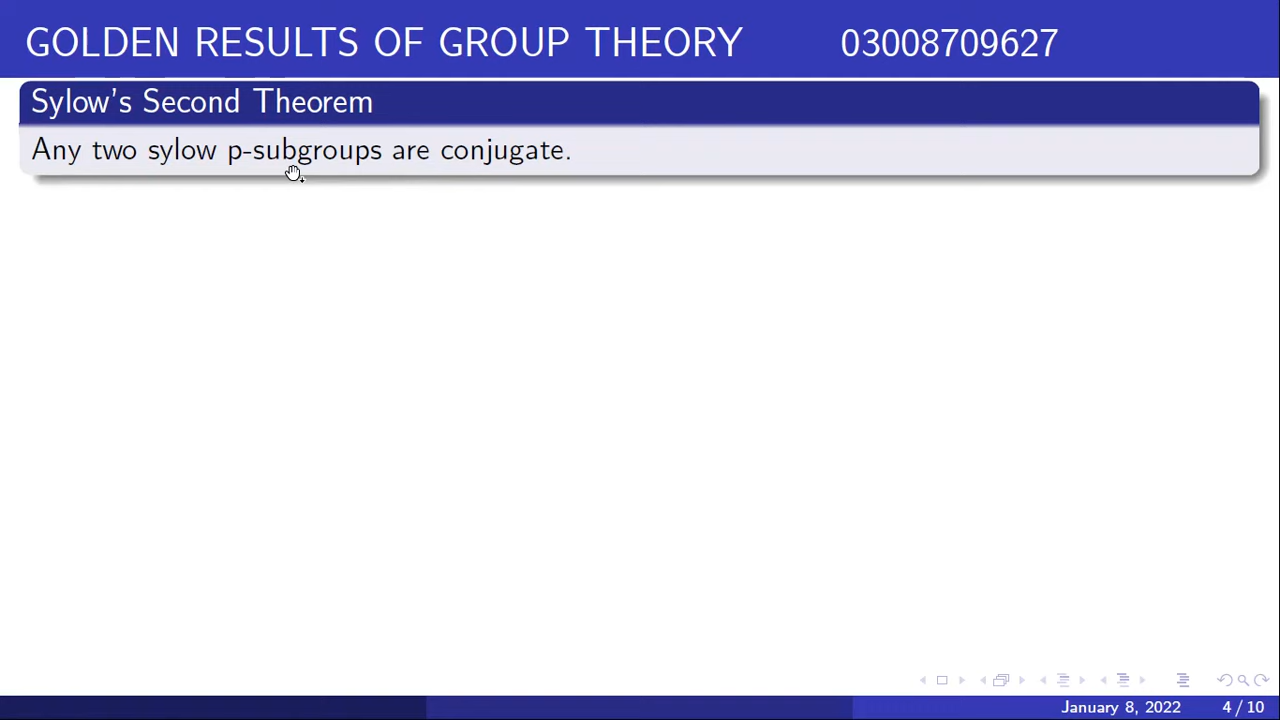 GOLDEN RESULTS OF GROUP THEORY 03008709627
Sylow's Second Theorem
Any two sylow p-subgroups are conjugate.
January 8, 2022 4 / 10